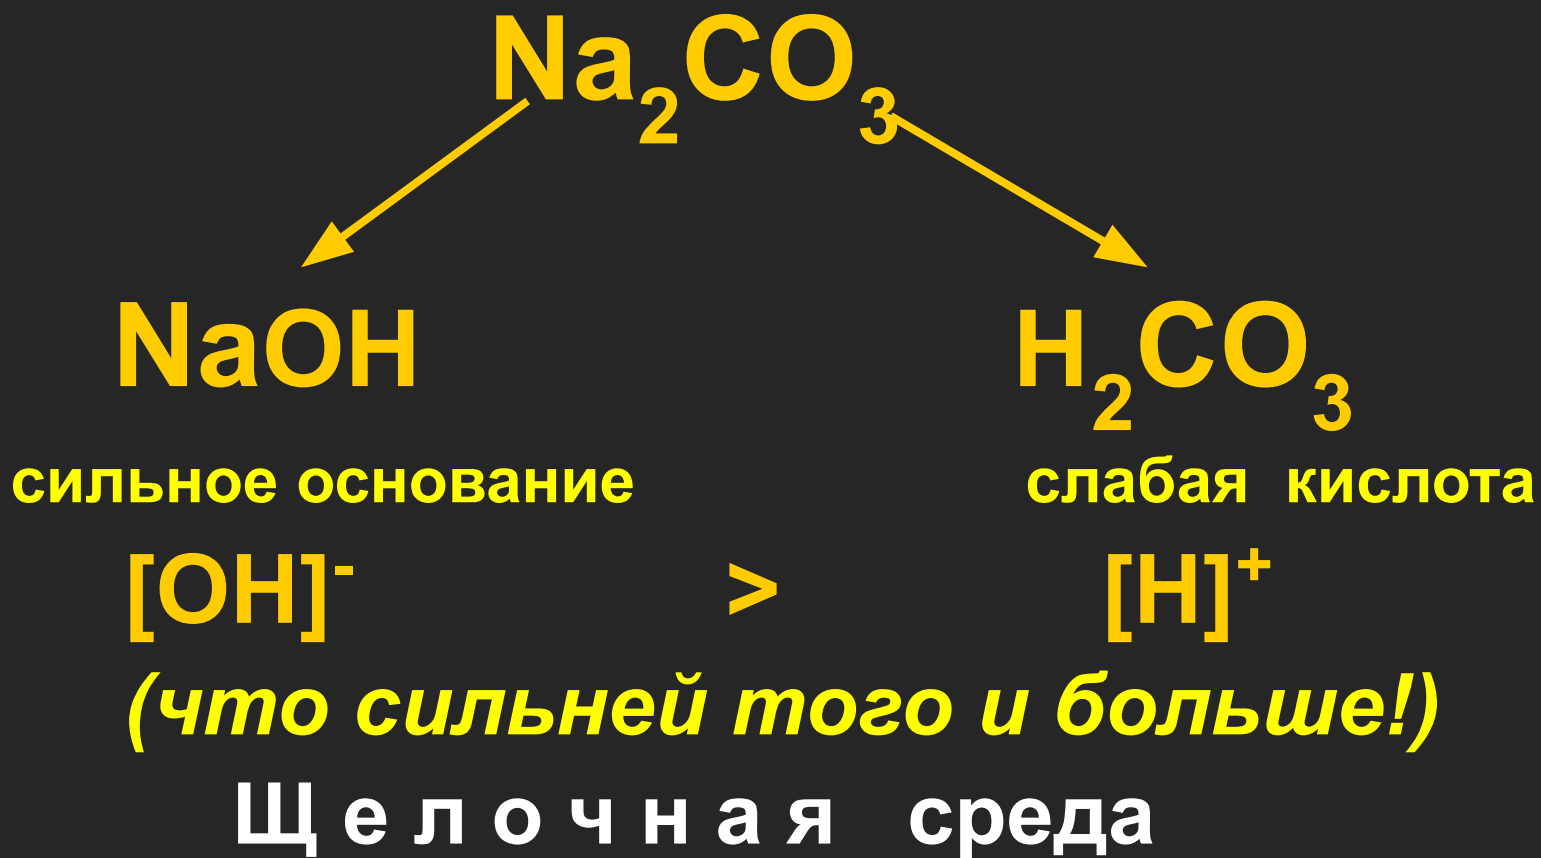 Na₂CO₃
NaOH H₂CO₃
сильное основание слабая кислота
[OH]⁻ > [H]⁺
(что сильней того и больше!)
Щ е л о ч н а я среда